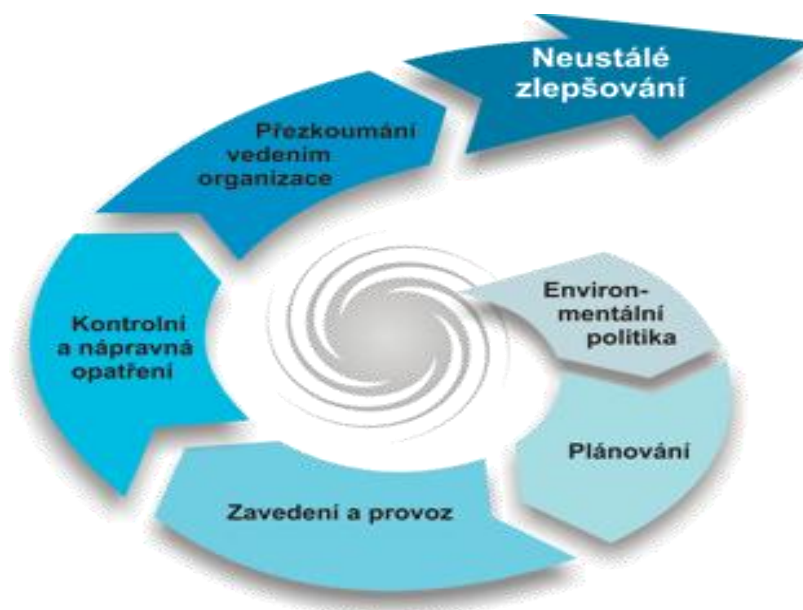 Neustálé
zlepšování
Přezkoumání
vedením
organizace
Environ-
mentální
politika
Kontrolní
a nápravná
opatření
Plánování
Zavedení a provoz